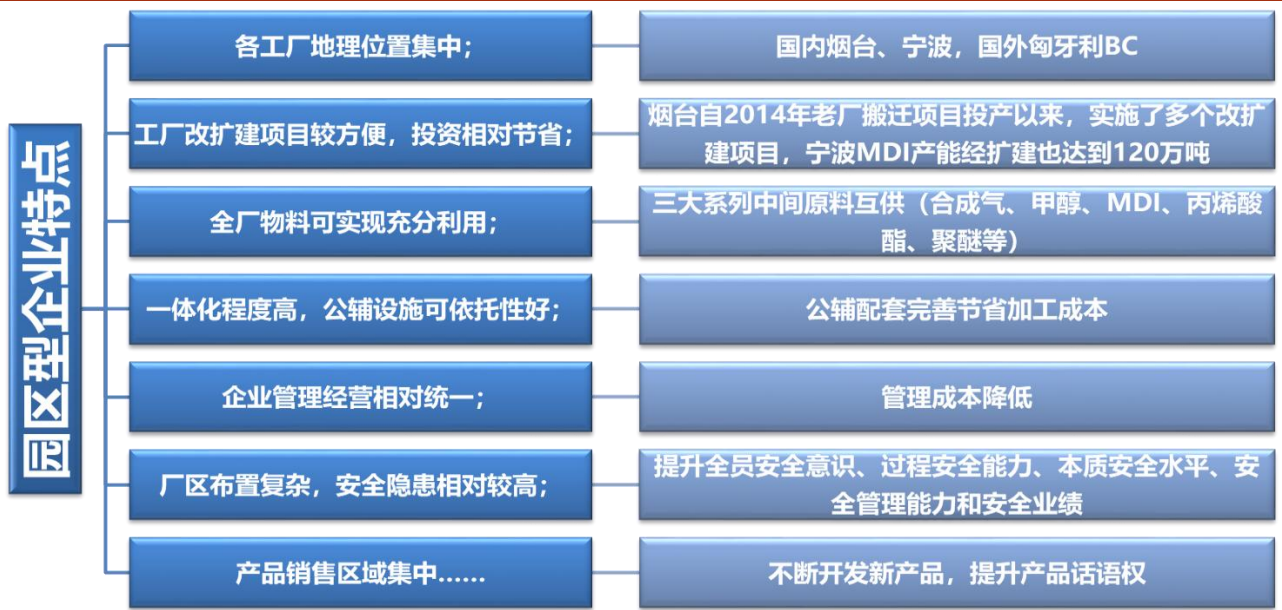 园区型企业特点
各工厂地理位置集中；
国内烟台、宁波，国外匈牙利BC
工厂改扩建项目较方便，投资相对节省；
烟台自2014年老厂搬迁项目投产以来，实施了多个改扩
建项目，宁波MDI产能经扩建也达到120万吨
全厂物料可实现充分利用；
三大系列中间原料互供（合成气、甲醇、MDI、丙烯酸
酯、聚醚等）
一体化程度高，公辅设施可依托性好；
公辅配套完善节省加工成本
企业管理经营相对统一；
管理成本降低
厂区布置复杂，安全隐患相对较高；
提升全员安全意识、过程安全能力、本质安全水平、安
全管理能力和安全业绩
产品销售区域集中……
不断开发新产品，提升产品话语权